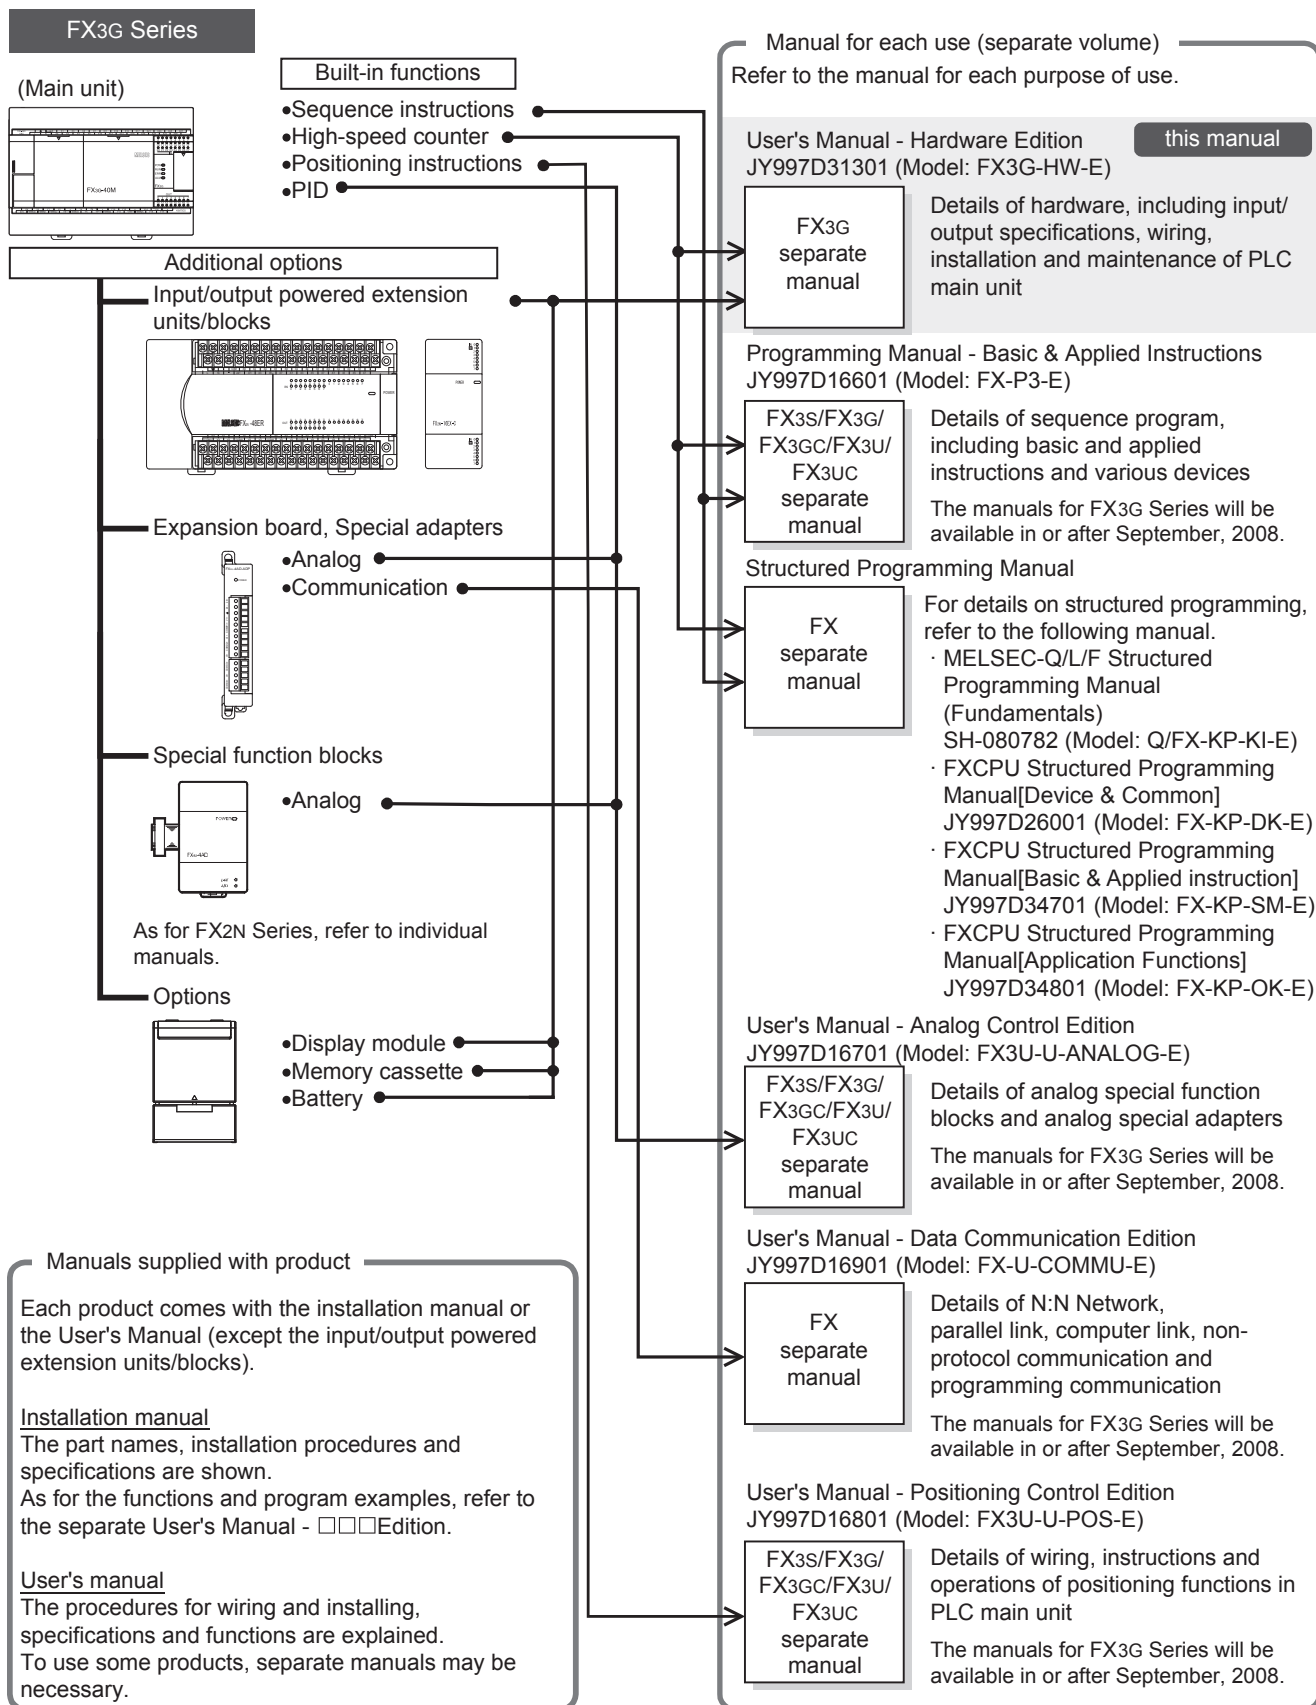 FX3G Series
(Main unit)
FX3G-40M
Built-in functions
•Sequence instructions
•High-speed counter
•Positioning instructions
•PID
Additional options
Input/output powered extension
units/blocks
POWER
Expansion board, Special adapters
•Analog
•Communication
Special function blocks
POWER
•Analog
As for FX2N Series, refer to individual
manuals.
Options
•Display module
•Memory cassette
•Battery
Manuals supplied with product
Each product comes with the installation manual or
the User's Manual (except the input/output powered
extension units/blocks).
Installation manual
The part names, installation procedures and
specifications are shown.
As for the functions and program examples, refer to
the separate User's Manual - □□□Edition.
User's manual
The procedures for wiring and installing,
specifications and functions are explained.
To use some products, separate manuals may be
necessary.
Manual for each use (separate volume)
Refer to the manual for each purpose of use.
User's Manual - Hardware Edition
this manual
JY997D31301 (Model: FX3G-HW-E)
FX3G
separate
manual
Details of hardware, including input/
output specifications, wiring,
installation and maintenance of PLC
main unit
Programming Manual - Basic & Applied Instructions
JY997D16601 (Model: FX-P3-E)
FX3S/FX3G/
FX3GC/FX3U/
FX3UC
separate
manual
Details of sequence program,
including basic and applied
instructions and various devices
The manuals for FX3G Series will be
available in or after September, 2008.
Structured Programming Manual
FX
separate
manual
For details on structured programming,
refer to the following manual.
· MELSEC-Q/L/F Structured
Programming Manual
(Fundamentals)
SH-080782 (Model: Q/FX-KP-KI-E)
· FXCPU Structured Programming
Manual[Device & Common]
JY997D26001 (Model: FX-KP-DK-E)
· FXCPU Structured Programming
Manual[Basic & Applied instruction]
JY997D34701 (Model: FX-KP-SM-E)
· FXCPU Structured Programming
Manual[Application Functions]
JY997D34801 (Model: FX-KP-OK-E)
User's Manual - Analog Control Edition
JY997D16701 (Model: FX3U-U-ANALOG-E)
FX3S/FX3G/
FX3GC/FX3U/
FX3UC
separate
manual
Details of analog special function
blocks and analog special adapters
The manuals for FX3G Series will be
available in or after September, 2008.
User's Manual - Data Communication Edition
JY997D16901 (Model: FX-U-COMMU-E)
FX
separate
manual
Details of N:N Network,
parallel link, computer link, non-
protocol communication and
programming communication
The manuals for FX3G Series will be
available in or after September, 2008.
User's Manual - Positioning Control Edition
JY997D16801 (Model: FX3U-U-POS-E)
FX3S/FX3G/
FX3GC/FX3U/
FX3UC
separate
manual
Details of wiring, instructions and
operations of positioning functions in
PLC main unit
The manuals for FX3G Series will be
available in or after September, 2008.